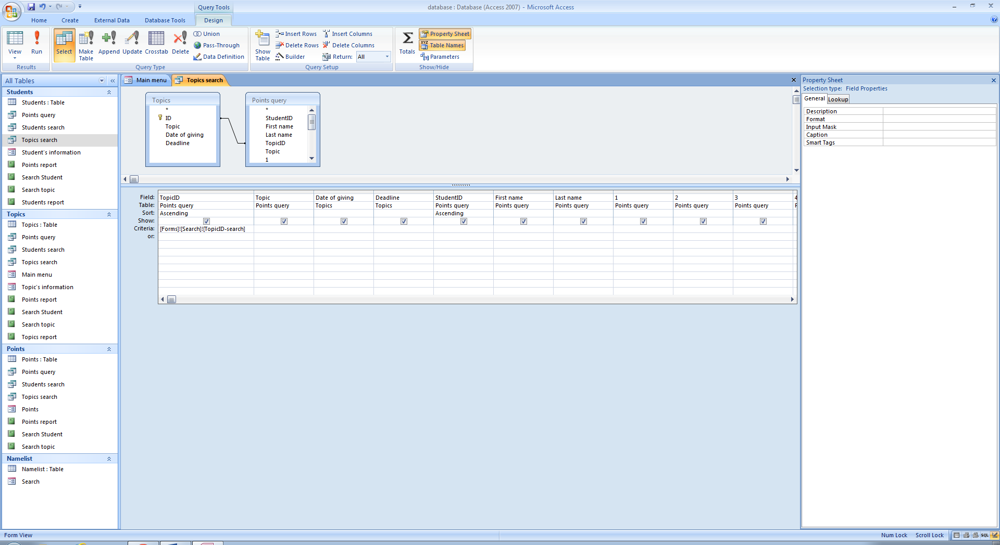 Query Tools
database : Database (Access 2007) - Microsoft Access
Home Create External Data Database Tools Design
View Run
Results
Select Make Table Append Update Crosstab Delete
Union
Pass-Through
Data Definition
Query Type
Show Table
Insert Rows
Delete Rows
Builder
Insert Columns
Delete Columns
Return: All
Query Setup
Totals
Property Sheet
Table Names
Parameters
Show/Hide
All Tables
Students
Students : Table
Points query
Students search
Topics search
Student's information
Points report
Search Student
Search topic
Students report
Topics
Topics : Table
Points query
Students search
Topics search
Main menu
Topic's information
Points report
Search Student
Search topic
Topics report
Points
Points : Table
Points query
Students search
Topics search
Points
Points report
Search Student
Search topic
Namelist
Namelist : Table
Search
Main menu Topics search
Topics
*
ID
Topic
Date of giving
Deadline
Points query
*
StudentID
First name
Last name
TopicID
Topic
1
Field: TopicID Topic Date of giving Deadline StudentID First name Last name 1 2 3 4
Table: Points query Points query Topics Topics Points query Points query Points query Points query Points query Points query
Sort: Ascending Ascending
Show:
Criteria: [Forms]![Search]![TopicID-search]
or:
Property Sheet
Selection type: Field Properties
General Lookup
Description
Format
Input Mask
Caption
Smart Tags
Form View Num Lock Scroll Lock SQL